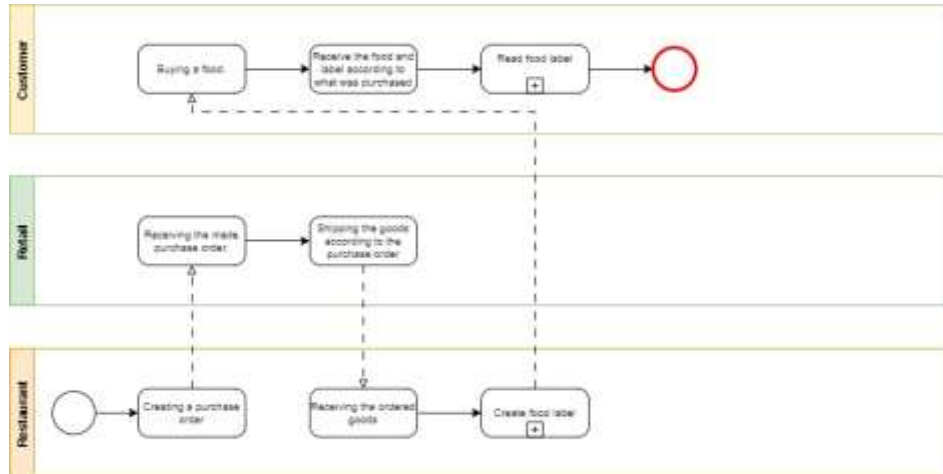 Customer
Buying a food.
Receive the food and
label according to
what was purchased
Read food label
Retail
Receiving the made
purchase order.
Shipping the goods
according to the
purchase order
Restaurant
Creating a purchase
order
Receiving the ordered
goods
Create food label